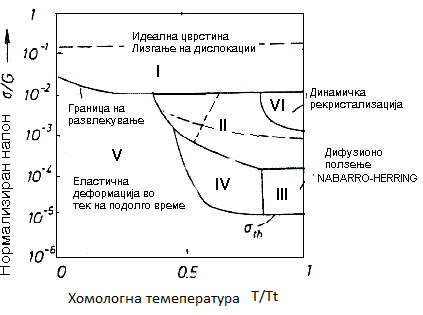 Нормализиран напон σ/G
1
10⁻¹
10⁻²
10⁻³
10⁻⁴
10⁻⁵
10⁻⁶
Идеална цврстина
Лизгање на дислокации
I
Граница на
развлекување
II
VI
Динамичка
рекристализација
V
Еластична
деформација во
тек на подолго време
IV
III
Дифузионо
ползење
NABARRO-HERRING
σth
0
0.5
1
Хомологна темепература T/Tt